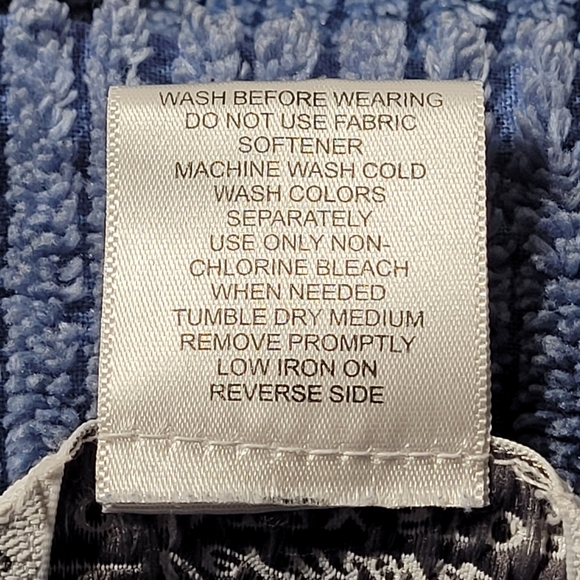 WASH BEFORE WEARING
DO NOT USE FABRIC
SOFTENER
MACHINE WASH COLD
WASH COLORS
SEPARATELY
USE ONLY NON-
CHLORINE BLEACH
WHEN NEEDED
TUMBLE DRY MEDIUM
REMOVE PROMPTLY
LOW IRON ON
REVERSE SIDE